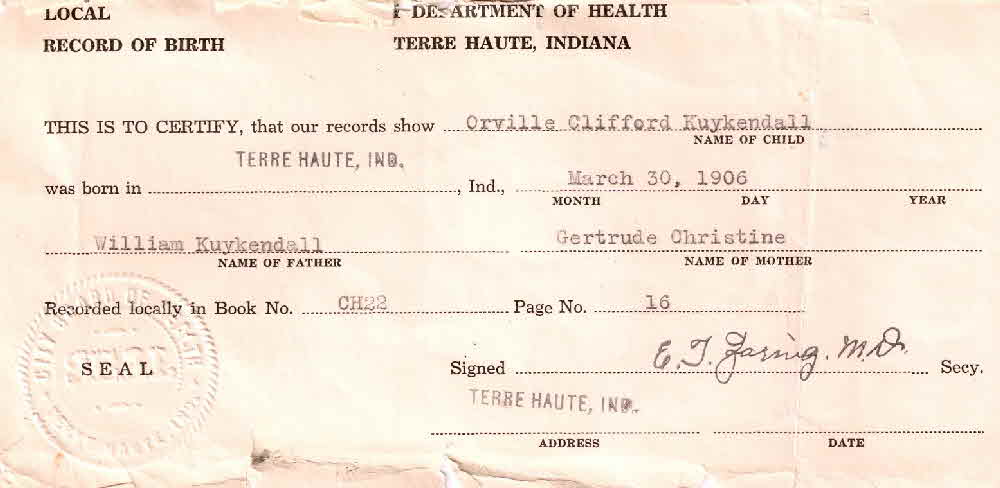 LOCAL DEPARTMENT OF HEALTH
RECORD OF BIRTH TERRE HAUTE, INDIANA
THIS IS TO CERTIFY, that our records show Orville Clifford Kuykendall
NAME OF CHILD
TERRE HAUTE, IND.
was born in , Ind., March 30, 1906
MONTH DAY YEAR
William Kuykendall Gertrude Christine
NAME OF FATHER NAME OF MOTHER
Recorded locally in Book No. CH22 Page No. 16
SEAL Signed E. T. Zaring, M.D. Secy.
TERRE HAUTE, IND.
ADDRESS DATE